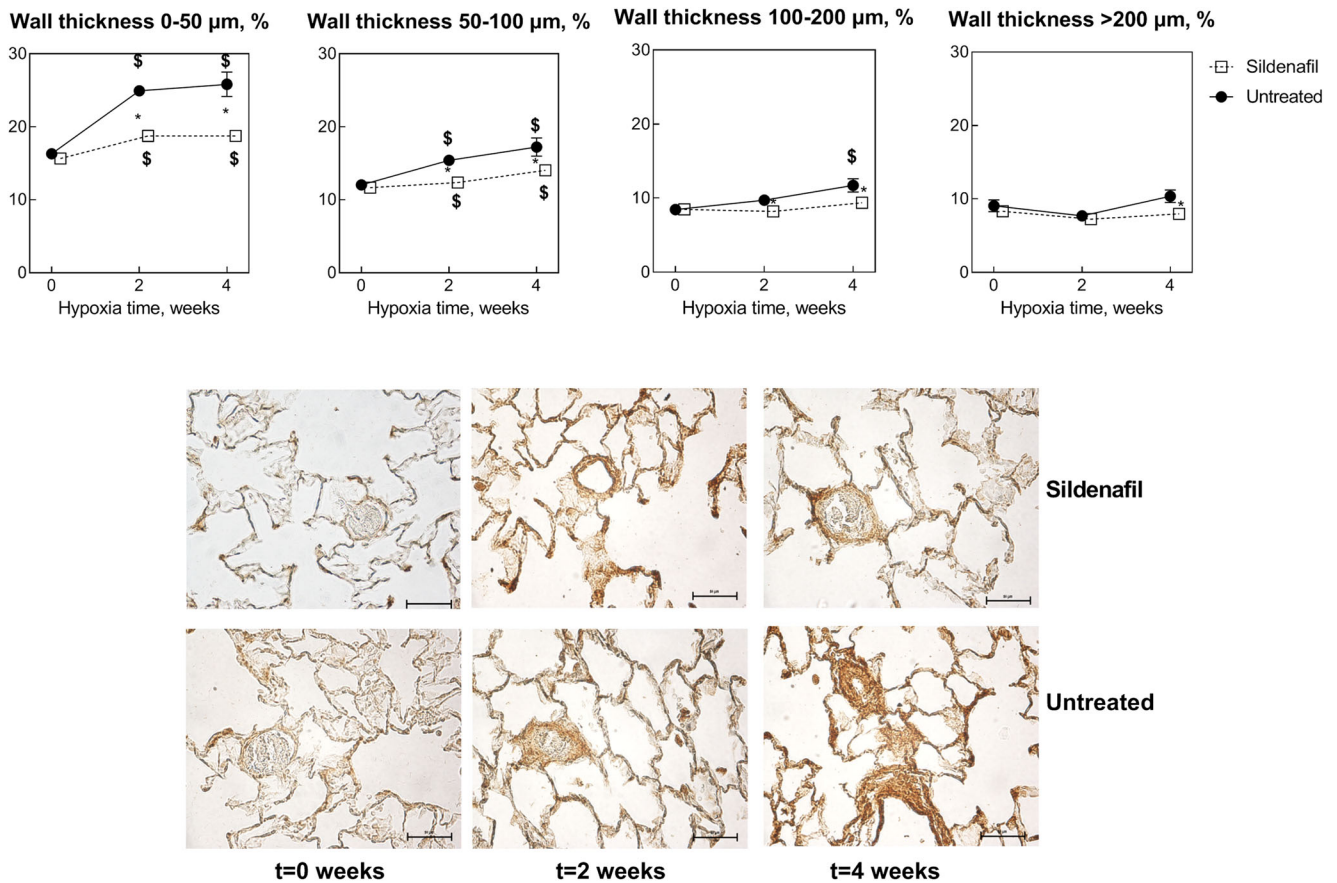 Wall thickness 0-50 µm, %
Wall thickness 50-100 µm, %
Wall thickness 100-200 µm, %
Wall thickness >200 µm, %
30
20
10
0
0 2 4
Hypoxia time, weeks
$ $
* *
$ $
30
20
10
0
0 2 4
Hypoxia time, weeks
$ $
* *
$ $
30
20
10
0
0 2 4
Hypoxia time, weeks
$
* *
30
20
10
0
0 2 4
Hypoxia time, weeks
*
Sildenafil
Untreated
Sildenafil
Untreated
t=0 weeks
t=2 weeks
t=4 weeks